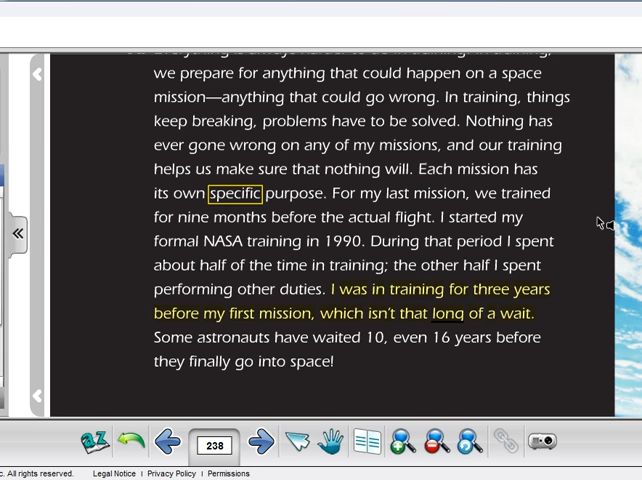 we prepare for anything that could happen on a space
mission—anything that could go wrong. In training, things
keep breaking, problems have to be solved. Nothing has
ever gone wrong on any of my missions, and our training
helps us make sure that nothing will. Each mission has
its own specific purpose. For my last mission, we trained
for nine months before the actual flight. I started my
formal NASA training in 1990. During that period I spent
about half of the time in training; the other half I spent
performing other duties. I was in training for three years
before my first mission, which isn't that long of a wait.
Some astronauts have waited 10, even 16 years before
they finally go into space!
az 238
c. All rights reserved. Legal Notice | Privacy Policy | Permissions